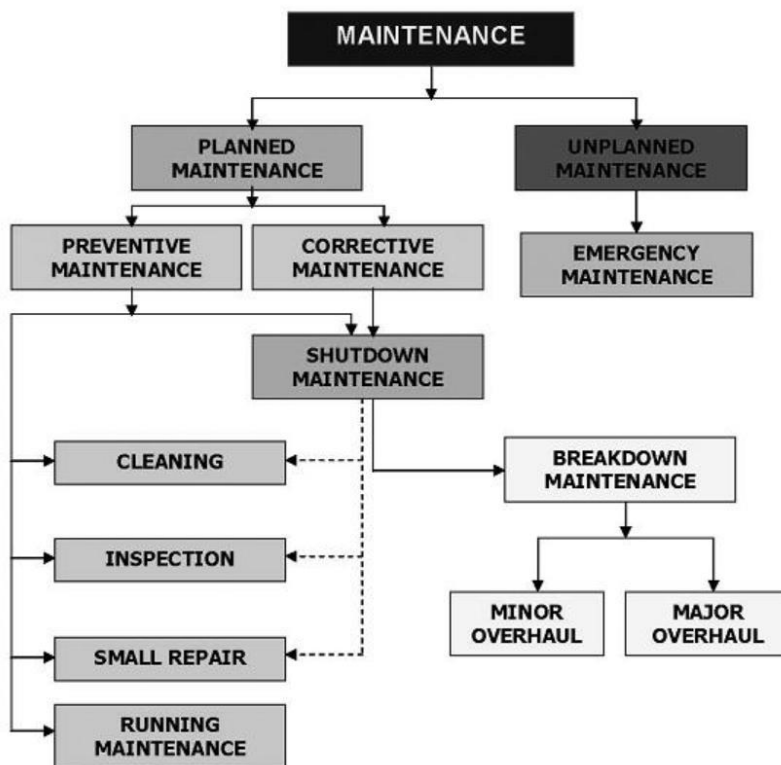 MAINTENANCE
PLANNED
MAINTENANCE
UNPLANNED
MAINTENANCE
PREVENTIVE
MAINTENANCE
CORRECTIVE
MAINTENANCE
EMERGENCY
MAINTENANCE
SHUTDOWN
MAINTENANCE
CLEANING
BREAKDOWN
MAINTENANCE
INSPECTION
MINOR
OVERHAUL
MAJOR
OVERHAUL
SMALL REPAIR
RUNNING
MAINTENANCE